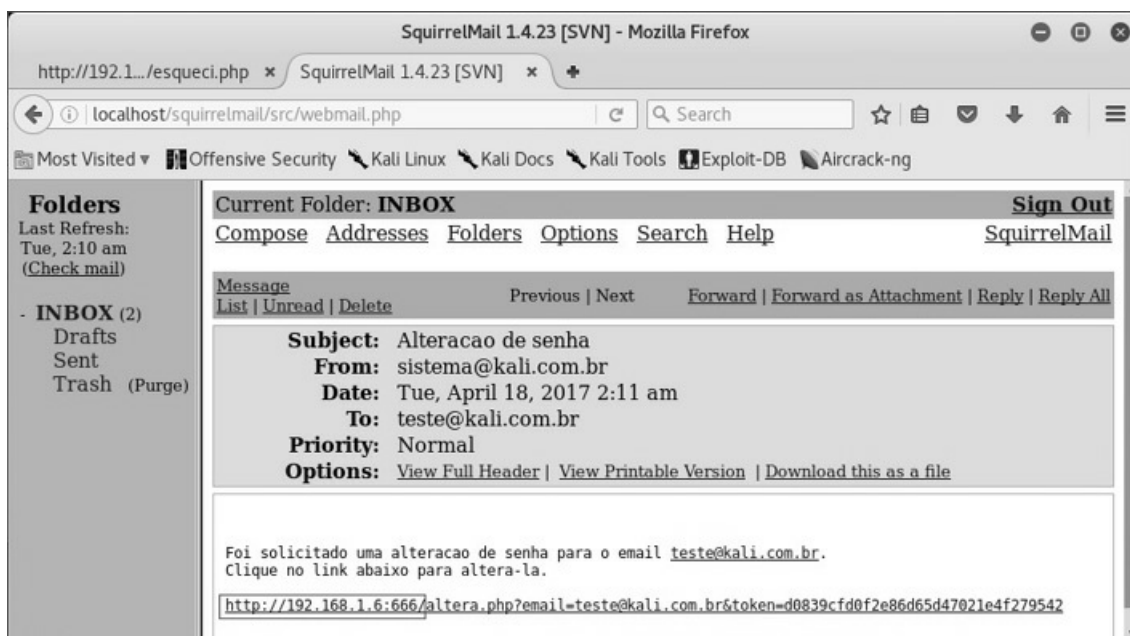 SquirrelMail 1.4.23 [SVN] - Mozilla Firefox
http://192.1.../esqueci.php × SquirrelMail 1.4.23 [SVN] ×
localhost/squirrelmail/src/webmail.php Search
Most Visited Offensive Security Kali Linux Kali Docs Kali Tools Exploit-DB Aircrack-ng
Folders
Last Refresh:
Tue, 2:10 am
(Check mail)
- INBOX (2)
Drafts
Sent
Trash (Purge)
Current Folder: INBOX Sign Out
Compose Addresses Folders Options Search Help SquirrelMail
Message
List | Unread | Delete Previous | Next Forward | Forward as Attachment | Reply | Reply All
Subject: Alteracao de senha
From: sistema@kali.com.br
Date: Tue, April 18, 2017 2:11 am
To: teste@kali.com.br
Priority: Normal
Options: View Full Header | View Printable Version | Download this as a file
Foi solicitado uma alteracao de senha para o email teste@kali.com.br.
Clique no link abaixo para altera-la.
http://192.168.1.6:666/altera.php?email=teste@kali.com.br&token=d0839cfd0f2e86d65d47021e4f279542